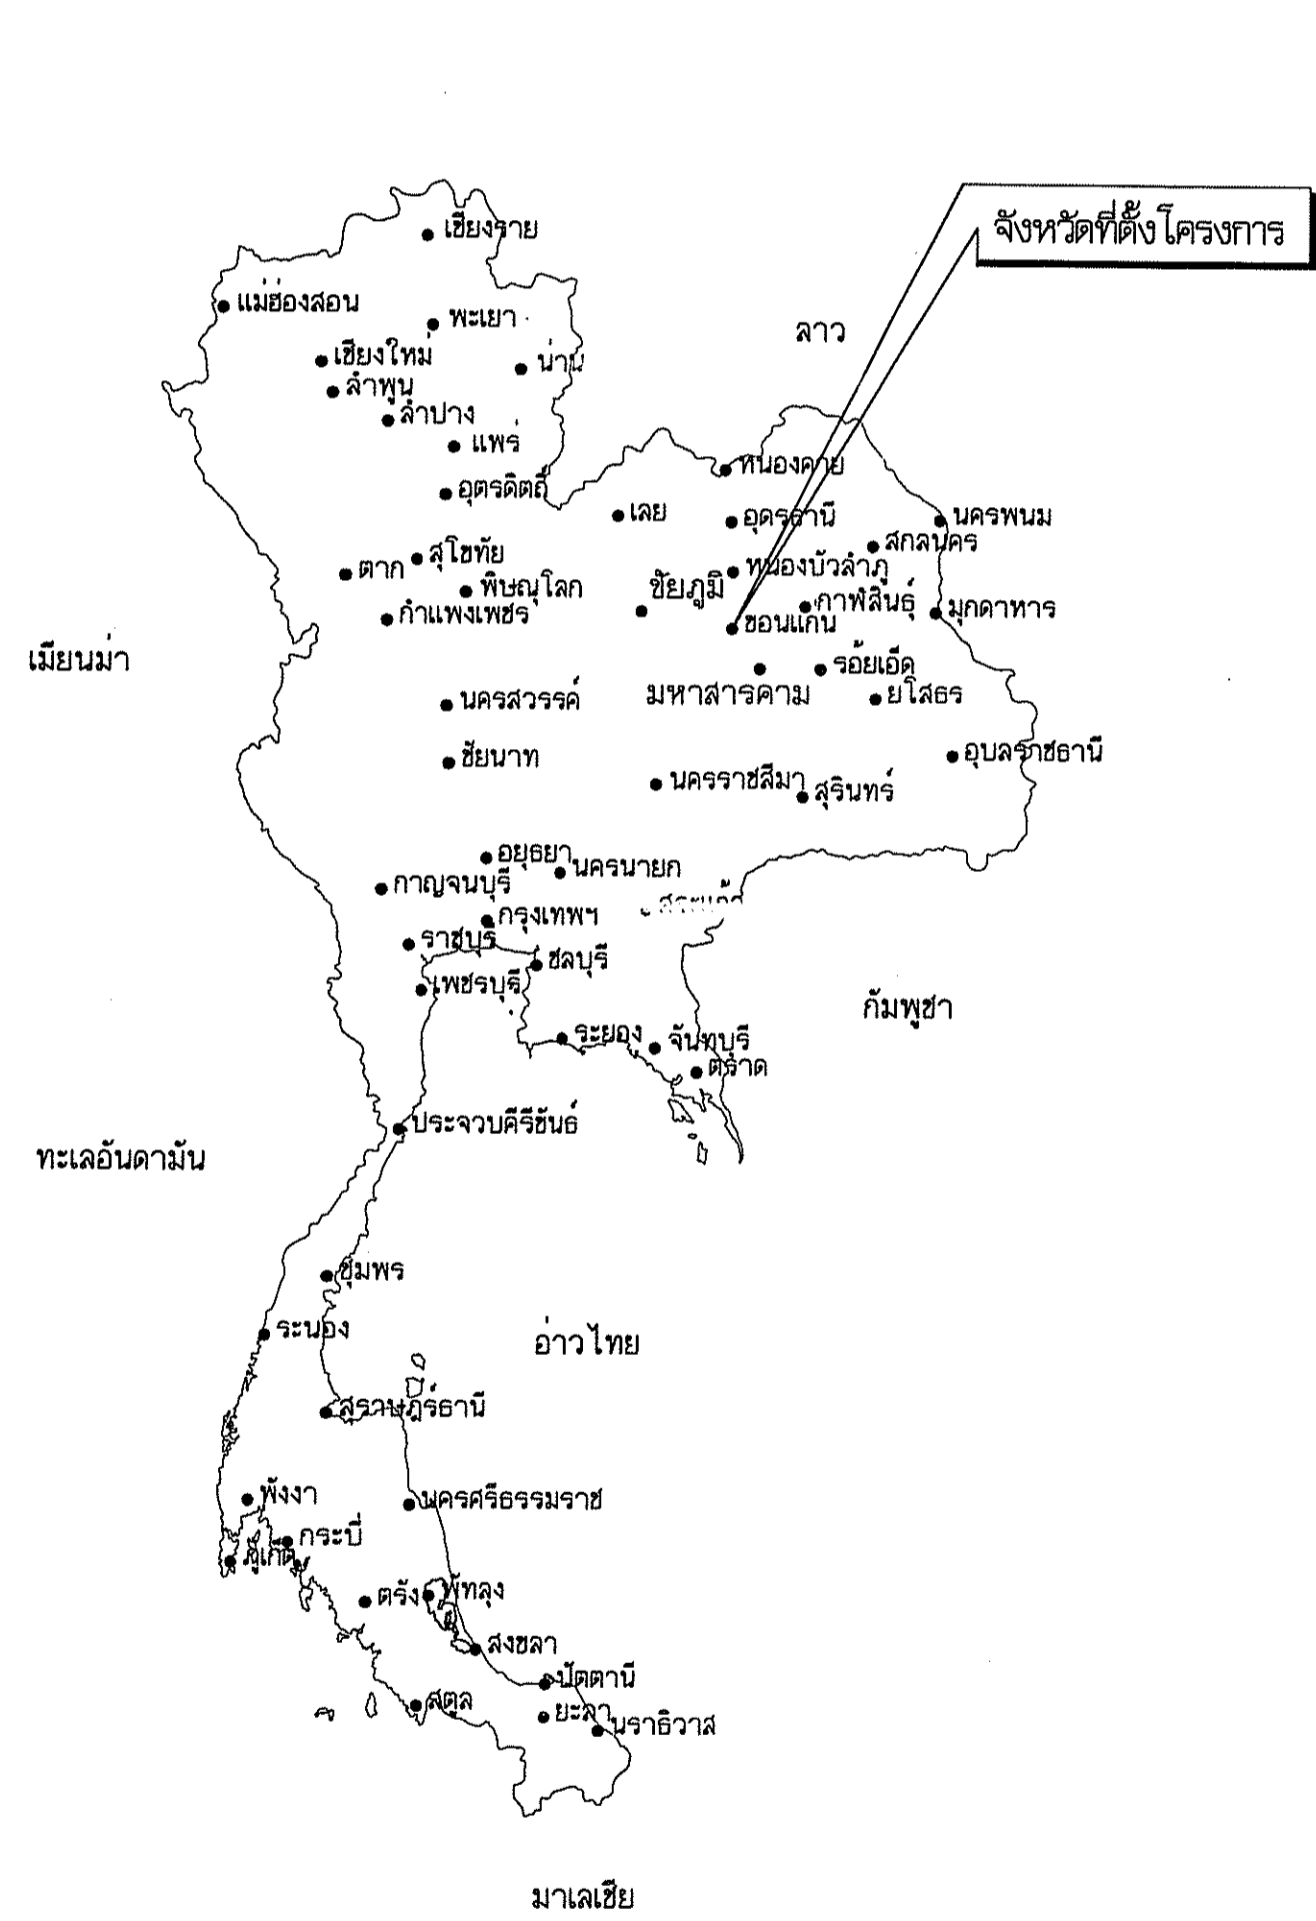 เชียงราย
จังหวัดที่ตั้งโครงการ
แม่ฮ่องสอน
พะเยา
ลาว
เชียงใหม่
น่าน
ลำพูน
ลำปาง
แพร่
หนองคาย
อุตรดิตถ์
เลย
อุดรธานี
นครพนม
สกลนคร
สุโขทัย
ตาก
หนองบัวลำภู
พิษณุโลก
ชัยภูมิ
กาฬสินธุ์
มุกดาหาร
กำแพงเพชร
ขอนแก่น
เมียนม่า
ร้อยเอ็ด
มหาสารคาม
ยโสธร
นครสวรรค์
ชัยนาท
อุบลราชธานี
นครราชสีมา
สุรินทร์
อยุธยา
นครนายก
กาญจนบุรี
สระแก้ว
กรุงเทพฯ
ราชบุรี
ชลบุรี
เพชรบุรี
กัมพูชา
ระยอง
จันทบุรี
ตราด
ประจวบคีรีขันธ์
ทะเลอันดามัน
ชุมพร
ระนอง
อ่าวไทย
สุราษฎร์ธานี
พังงา
นครศรีธรรมราช
กระบี่
ภูเก็ต
ตรัง
พัทลุง
สงขลา
ปัตตานี
สตูล
ยะลา
นราธิวาส
มาเลเซีย